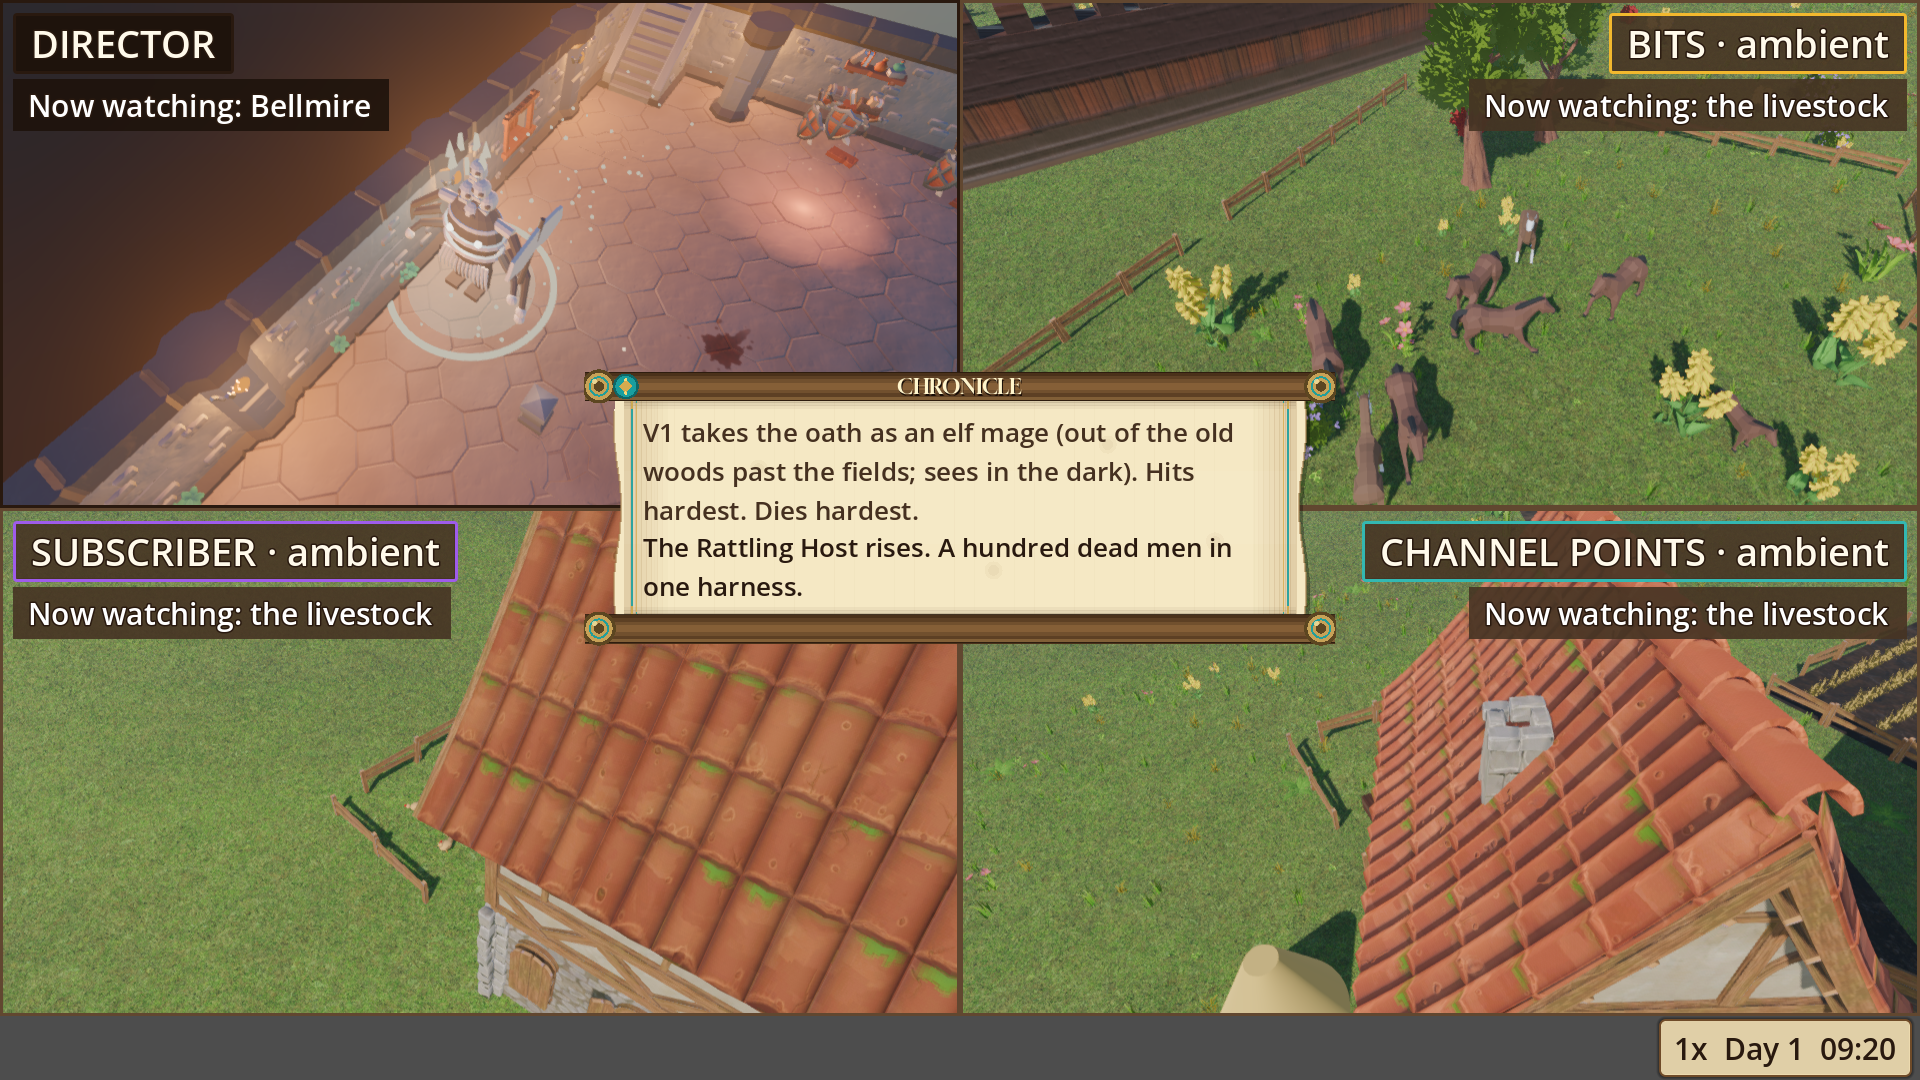 DIRECTOR
Now watching: Bellmire
BITS · ambient
Now watching: the livestock
CHRONICLE
V1 takes the oath as an elf mage (out of the old
woods past the fields; sees in the dark). Hits
hardest. Dies hardest.
The Rattling Host rises. A hundred dead men in
one harness.
SUBSCRIBER · ambient
Now watching: the livestock
CHANNEL POINTS · ambient
Now watching: the livestock
1x Day 1 09:20